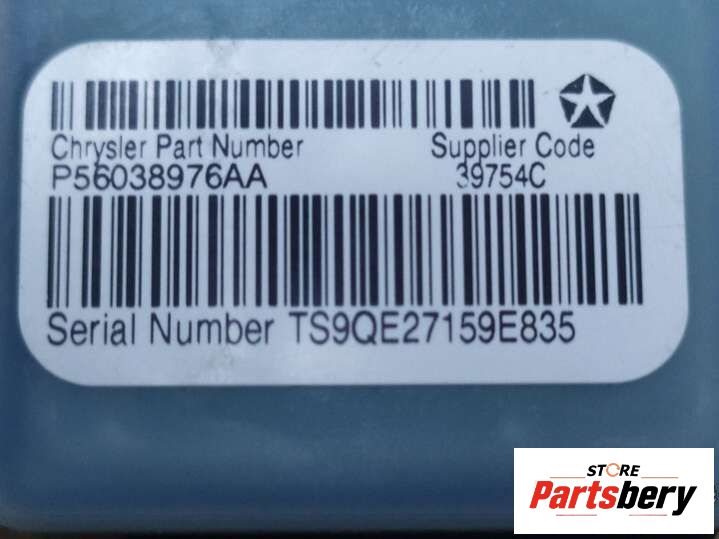 Chrysler Part Number Supplier Code
P56038976AA 39754C
Serial Number TS9QE27159E835
STORE
Partsbery